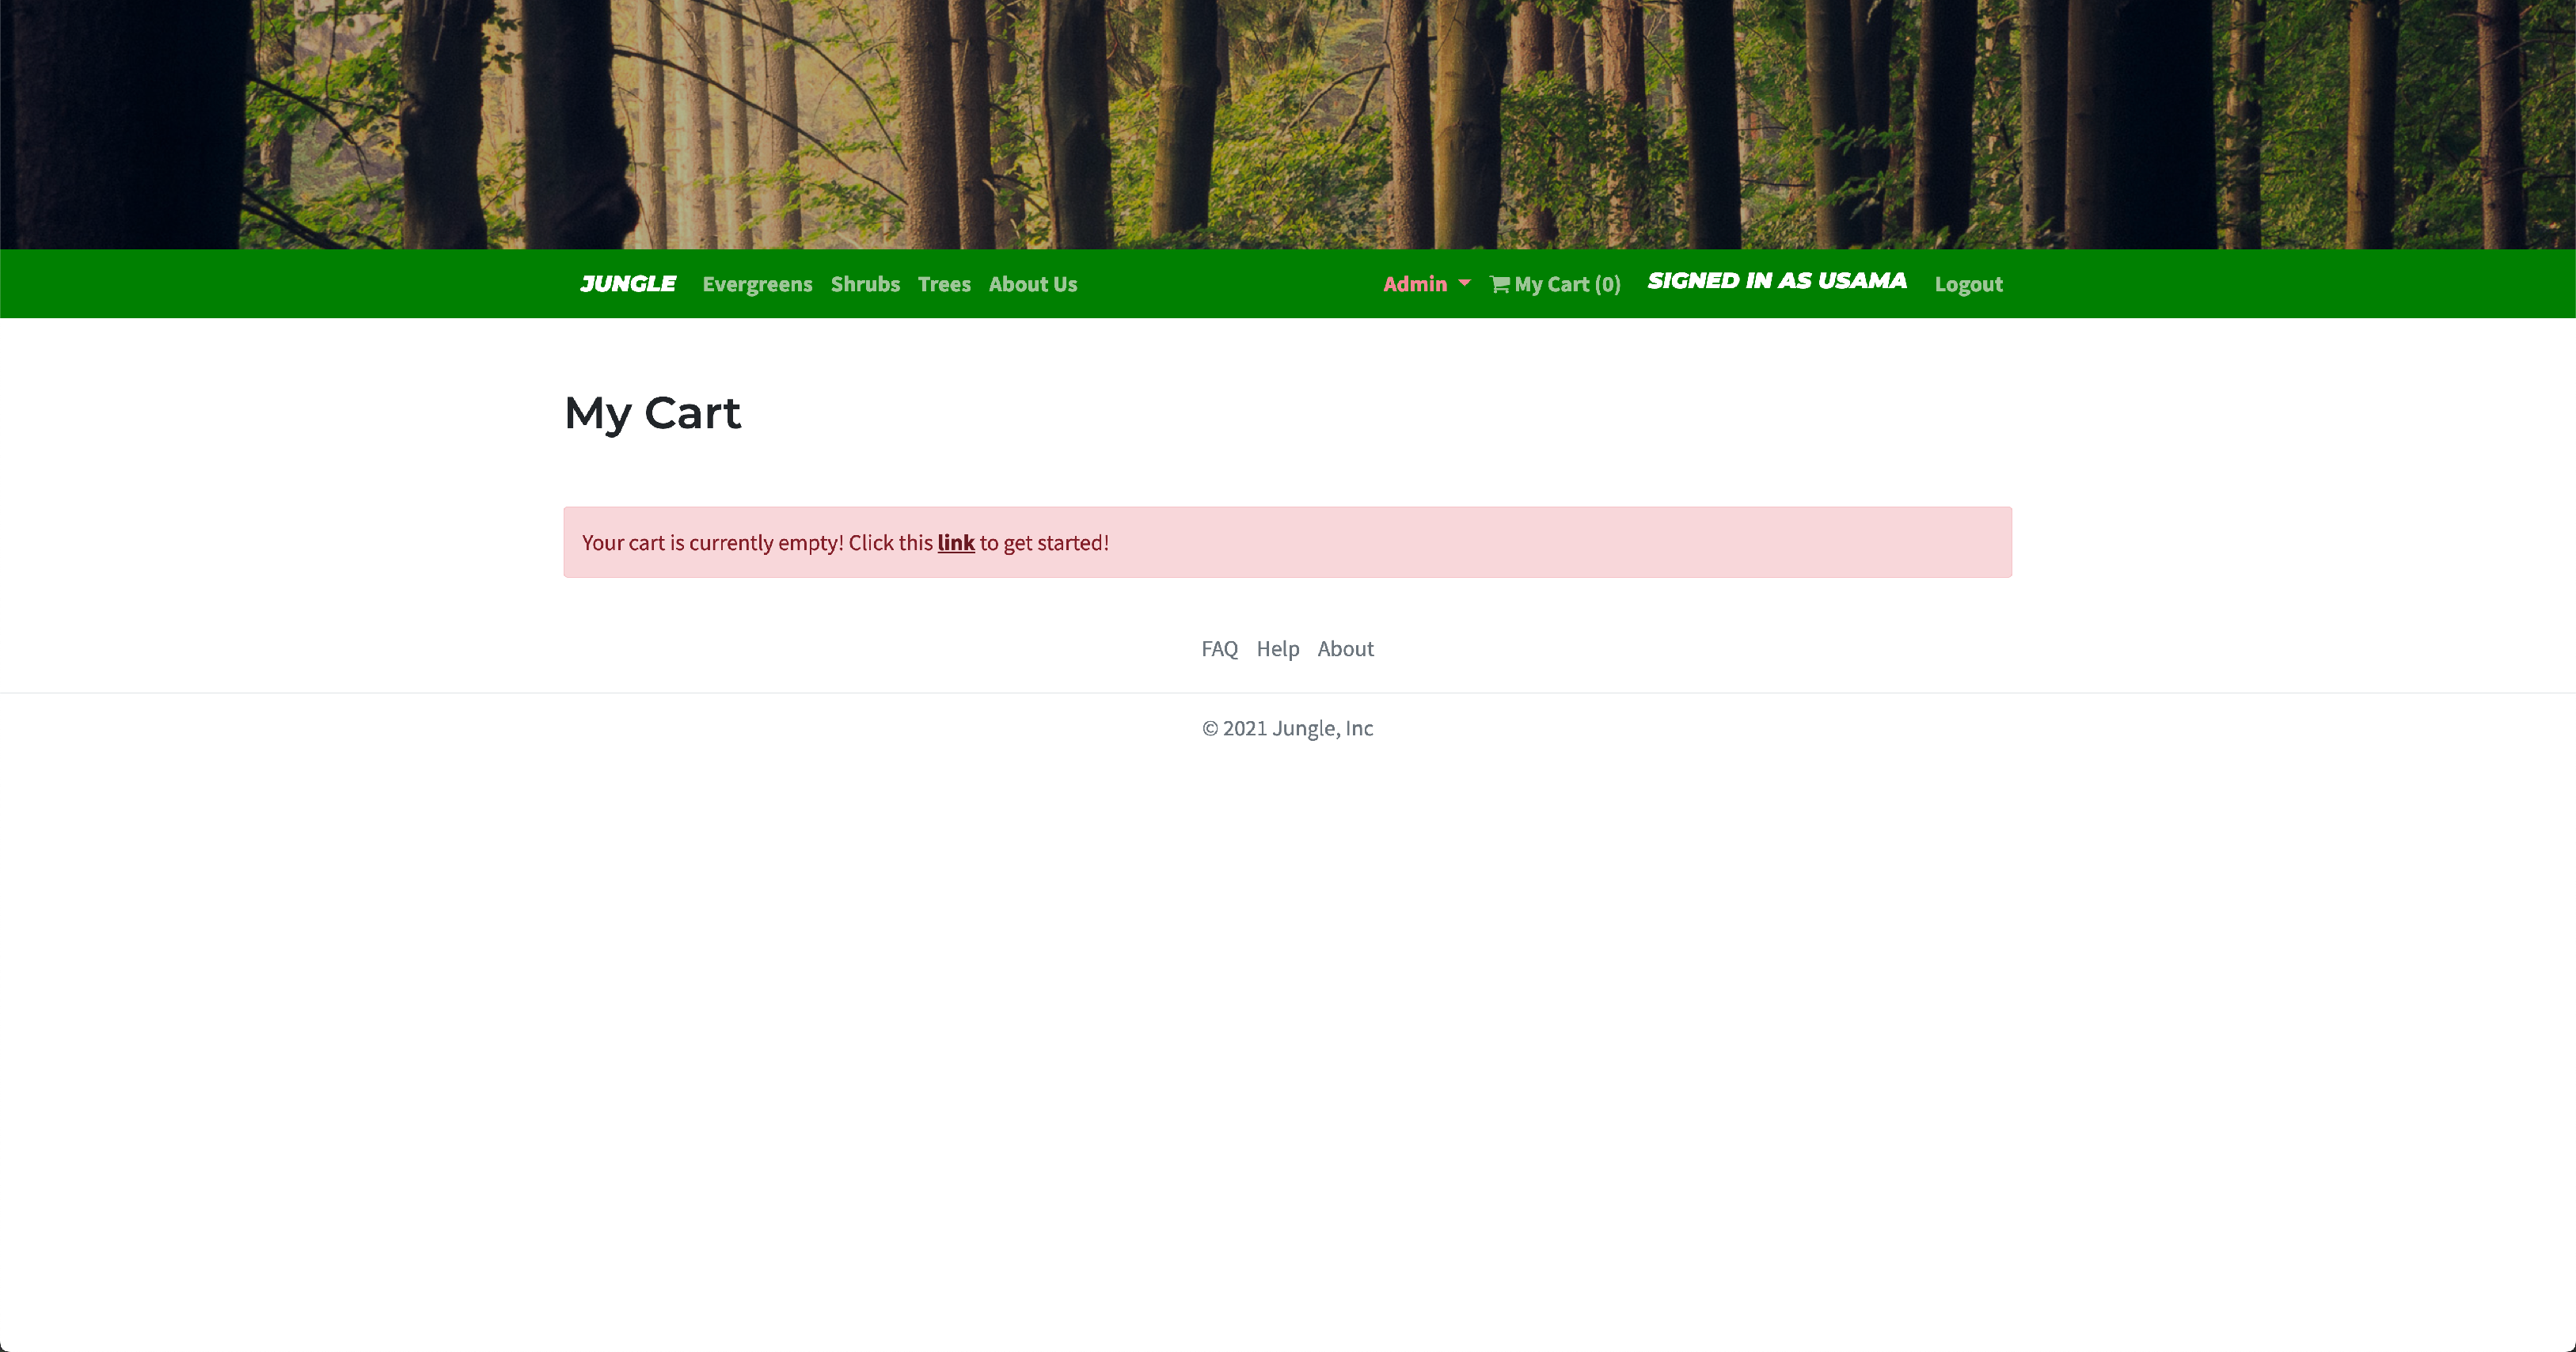 JUNGLE Evergreens Shrubs Trees About Us Admin My Cart (0) SIGNED IN AS USAMA Logout
My Cart
Your cart is currently empty! Click this link to get started!
FAQ Help About
© 2021 Jungle, Inc